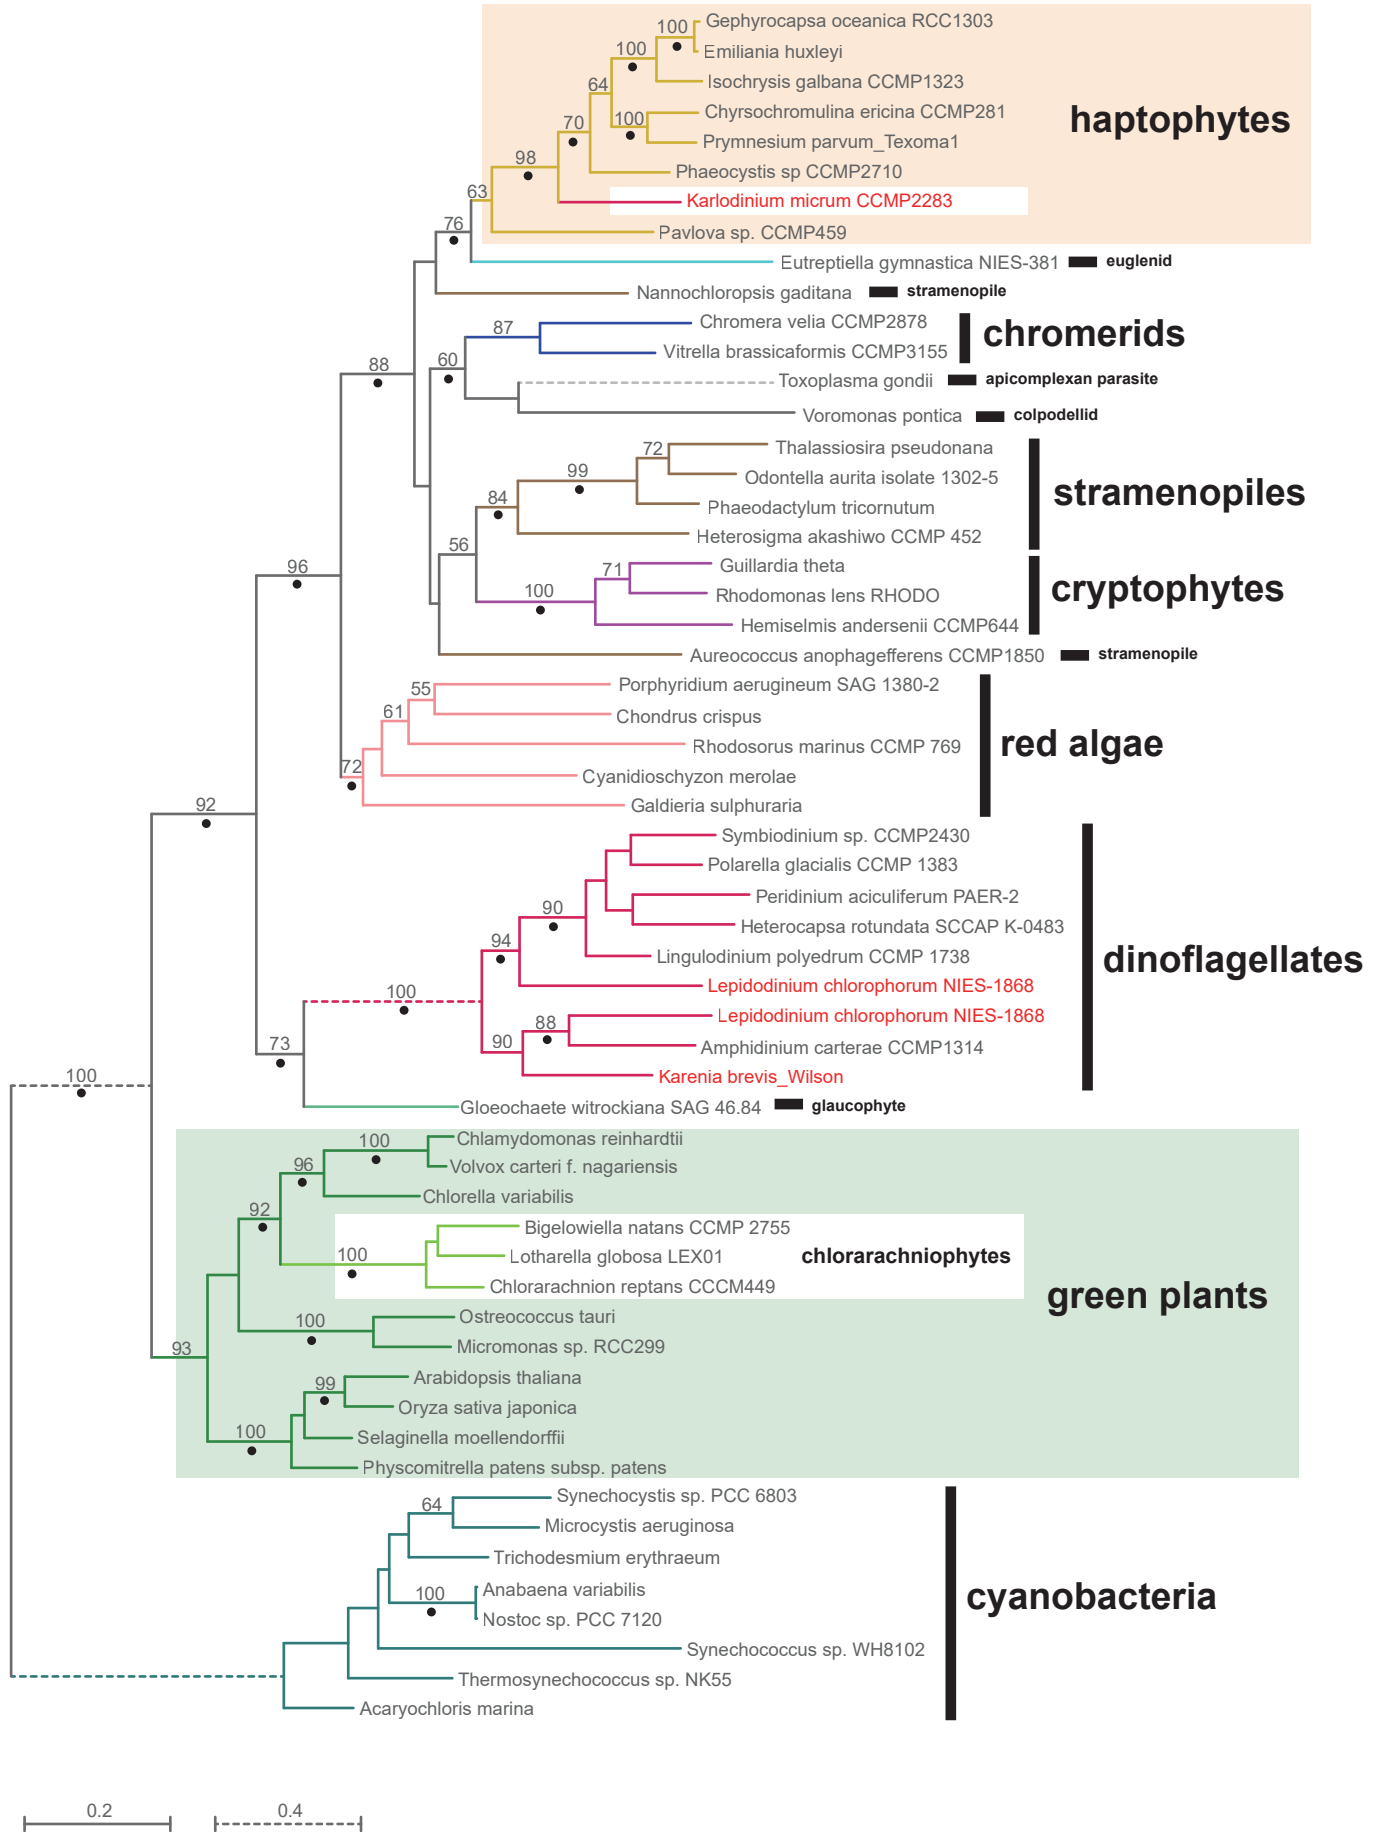 Gephyrocapsa oceanica RCC1303
100
Emiliania huxleyi
100
Isochrysis galbana CCMP1323
64
Chyrsochromulina ericina CCMP281
haptophytes
100
70
Prymnesium parvum_Texoma1
98
Phaeocystis sp CCMP2710
63
Karlodinium micrum CCMP2283
76
Pavlova sp. CCMP459
Eutreptiella gymnastica NIES-381
euglenid
Nannochloropsis gaditana
stramenopile
Chromera velia CCMP2878
87
chromerids
Vitrella brassicaformis CCMP3155
88
60
Toxoplasma gondii
apicomplexan parasite
Voromonas pontica
colpodellid
Thalassiosira pseudonana
72
99
Odontella aurita isolate 1302-5
84
stramenopiles
Phaeodactylum tricornutum
Heterosigma akashiwo CCMP 452
56
96
Guillardia theta
71
100
Rhodomonas lens RHODO
cryptophytes
Hemiselmis andersenii CCMP644
Aureococcus anophagefferens CCMP1850
stramenopile
Porphyridium aerugineum SAG 1380-2
55
61
Chondrus crispus
Rhodosorus marinus CCMP 769
red algae
72
Cyanidioschyzon merolae
Galdieria sulphuraria
92
Symbiodinium sp. CCMP2430
Polarella glacialis CCMP 1383
Peridinium aciculiferum PAER-2
90
Heterocapsa rotundata SCCAP K-0483
94
Lingulodinium polyedrum CCMP 1738
dinoflagellates
100
Lepidodinium chlorophorum NIES-1868
Lepidodinium chlorophorum NIES-1868
88
73
90
Amphidinium carterae CCMP1314
100
Karenia brevis_Wilson
Gloeochaete witrockiana SAG 46.84
glaucophyte
Chlamydomonas reinhardtii
100
96
Volvox carteri f. nagariensis
Chlorella variabilis
92
Bigelowiella natans CCMP 2755
100
Lotharella globosa LEX01
chlorarachniophytes
Chlorarachnion reptans CCCM449
green plants
Ostreococcus tauri
100
Micromonas sp. RCC299
93
Arabidopsis thaliana
99
Oryza sativa japonica
100
Selaginella moellendorffii
Physcomitrella patens subsp. patens
Synechocystis sp. PCC 6803
64
Microcystis aeruginosa
Trichodesmium erythraeum
Anabaena variabilis
100
cyanobacteria
Nostoc sp. PCC 7120
Synechococcus sp. WH8102
Thermosynechococcus sp. NK55
Acaryochloris marina
0.2
0.4